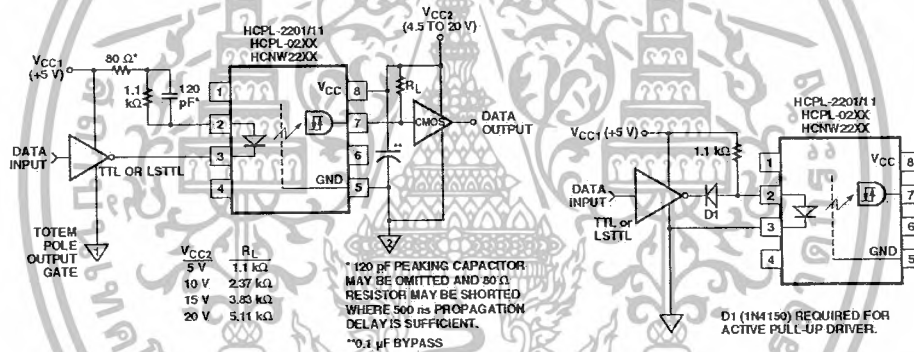 HCPL-2201/11
HCPL-02XX
HCNW22XX
VCC1
(+5 V)
80 Ω*
1.1
kΩ
120
pF*
VCC2
(4.5 TO 20 V)
1
2
3
4
VCC
8
7
6
5
GND
RL
CMOS
DATA
OUTPUT
**
DATA
INPUT
TTL OR LSTTL
TOTEM
POLE
OUTPUT
GATE
1
2
VCC2 RL
5 V 1.1 kΩ
10 V 2.37 kΩ
15 V 3.83 kΩ
20 V 5.11 kΩ
*120 pF PEAKING CAPACITOR
MAY BE OMITTED AND 80 Ω
RESISTOR MAY BE SHORTED
WHERE 500 ns PROPAGATION
DELAY IS SUFFICIENT.
**0.1 µF BYPASS
HCPL-2201/11
HCPL-02XX
HCNW22XX
VCC1 (+5 V)
1.1 kΩ
DATA
INPUT
TTL or
LSTTL
D1
1
2
3
4
VCC
8
7
6
5
GND
D1 (1N4150) REQUIRED FOR
ACTIVE PULL-UP DRIVER.